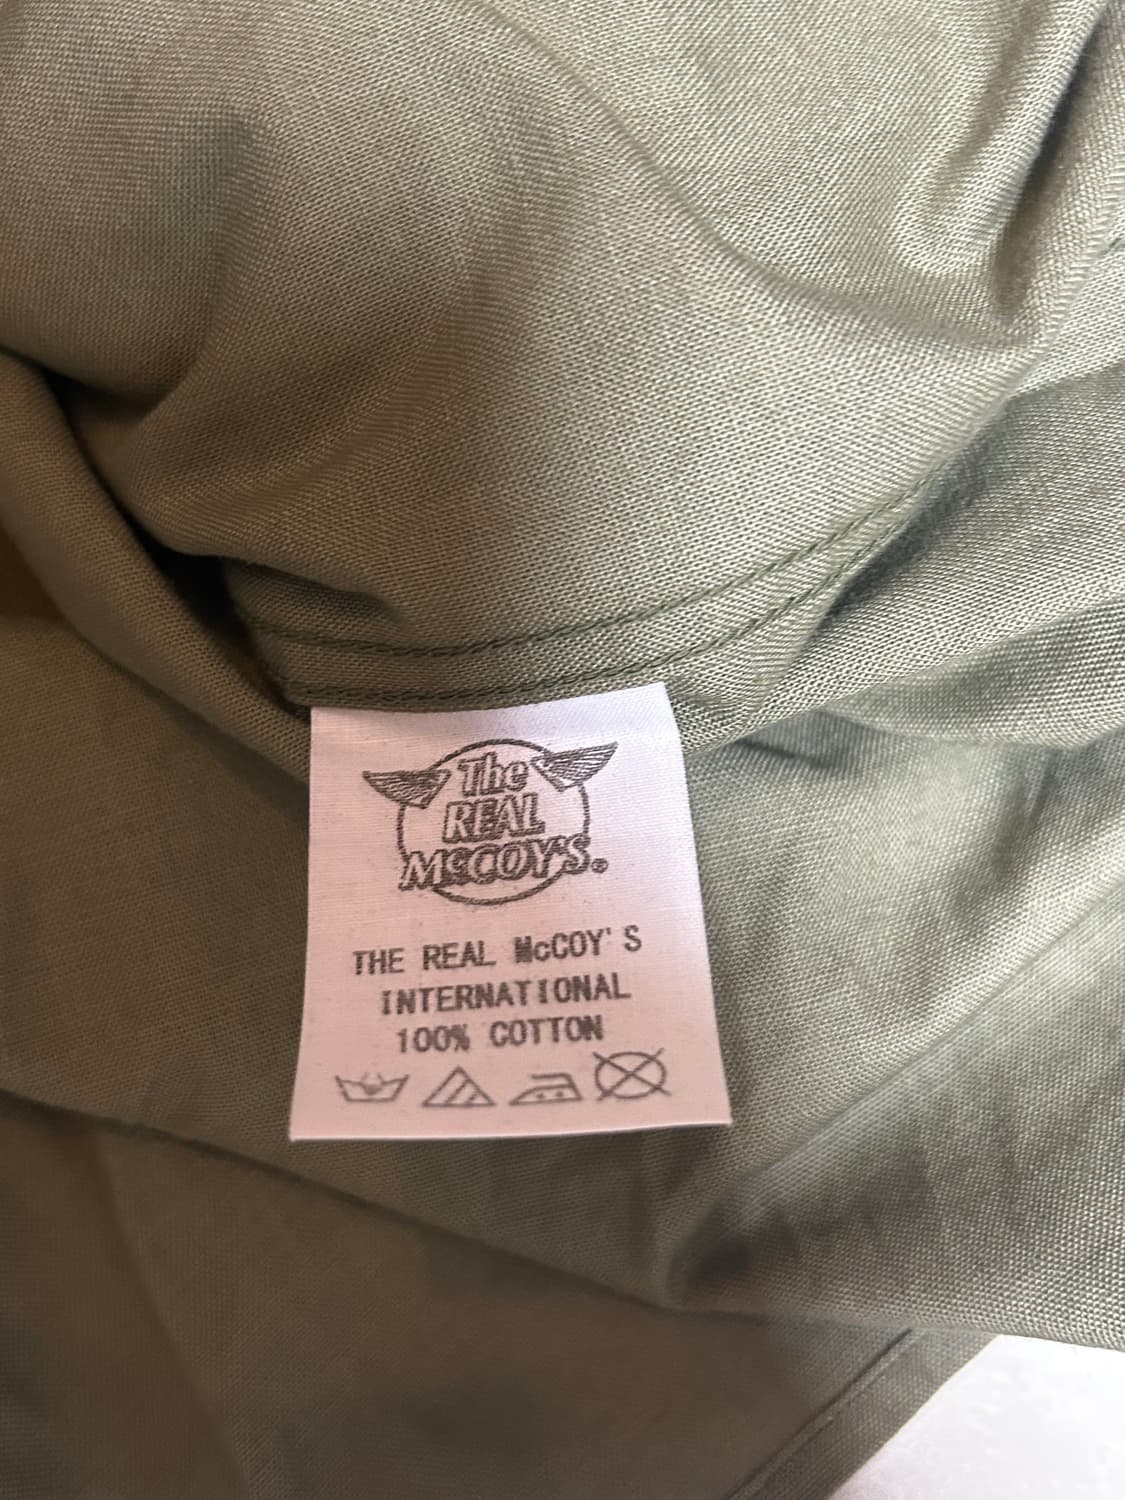 The
REAL
McCOY'S®
THE REAL McCOY'S
INTERNATIONAL
100% COTTON